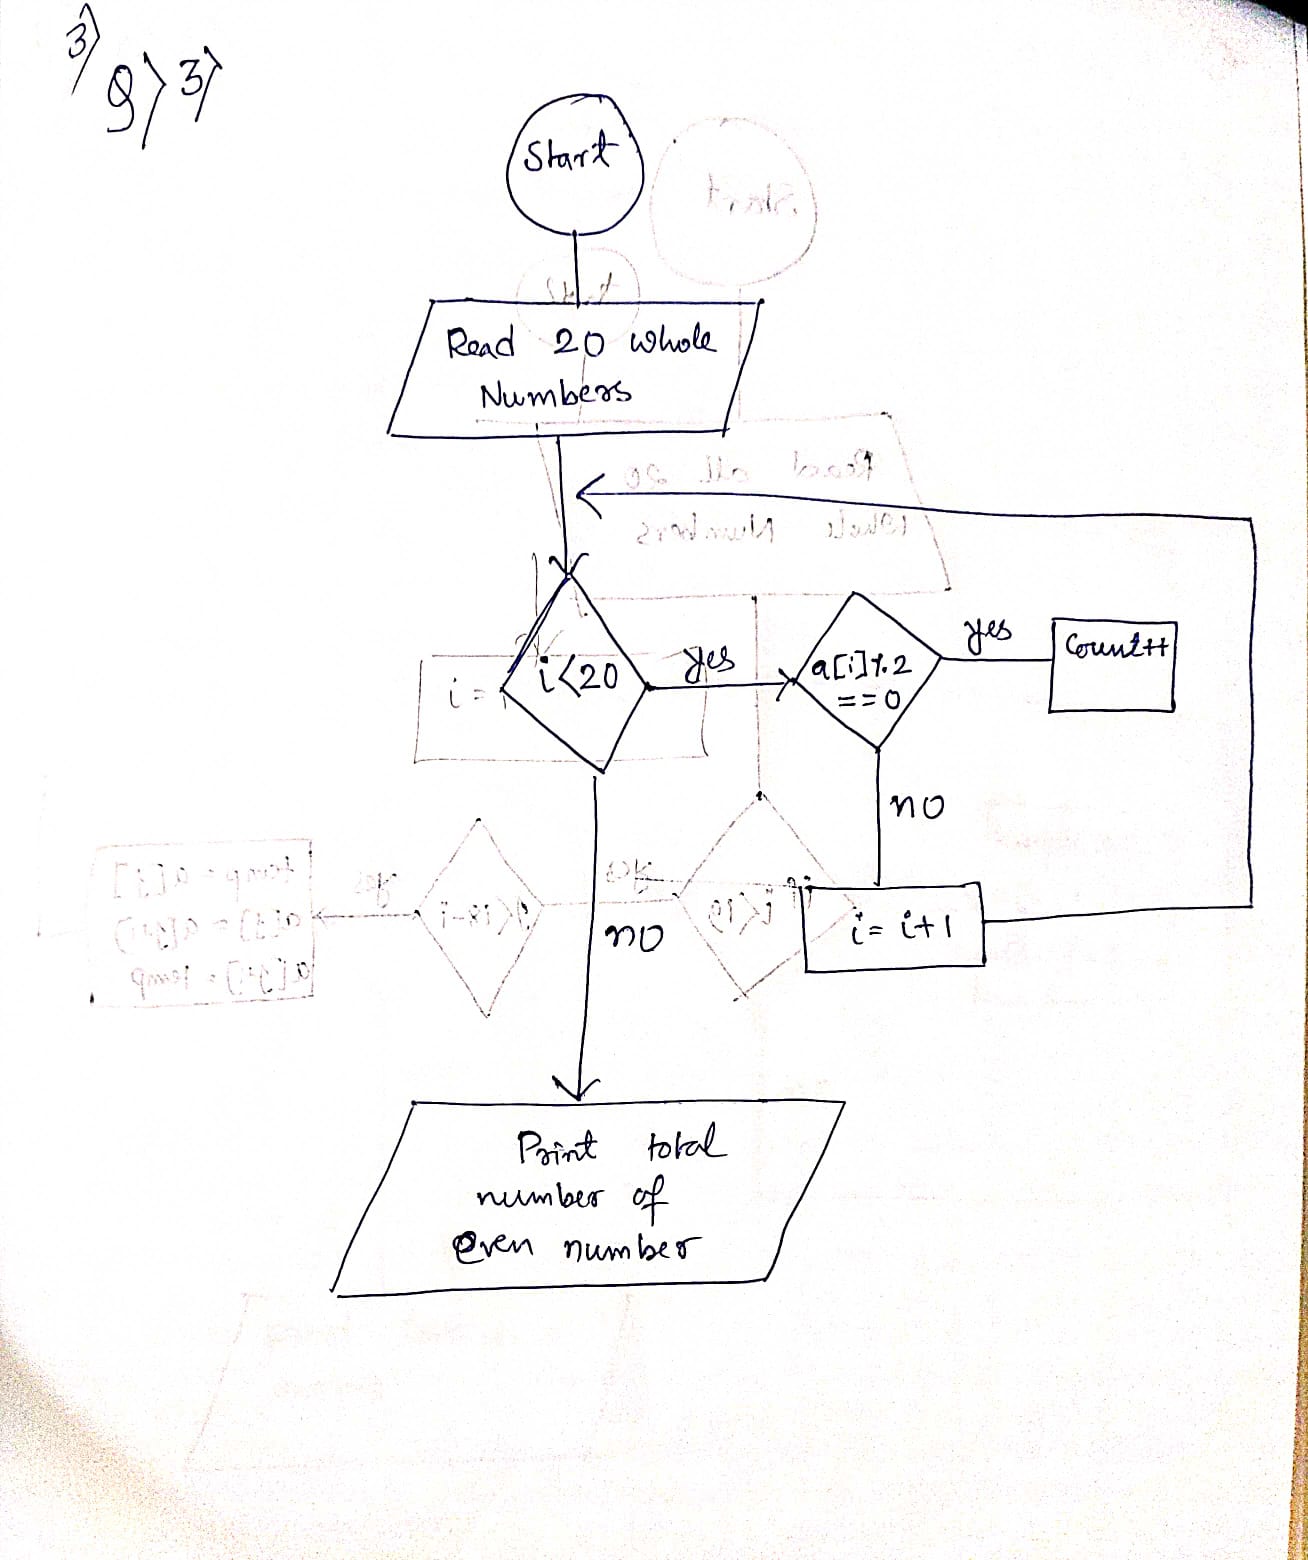 3)
Q) 3)
Start
Read 20 whole
Numbers
i<20
yes
a[i]%2
==0
yes
Count++
no
i= i+1
no
Print total
number of
even number